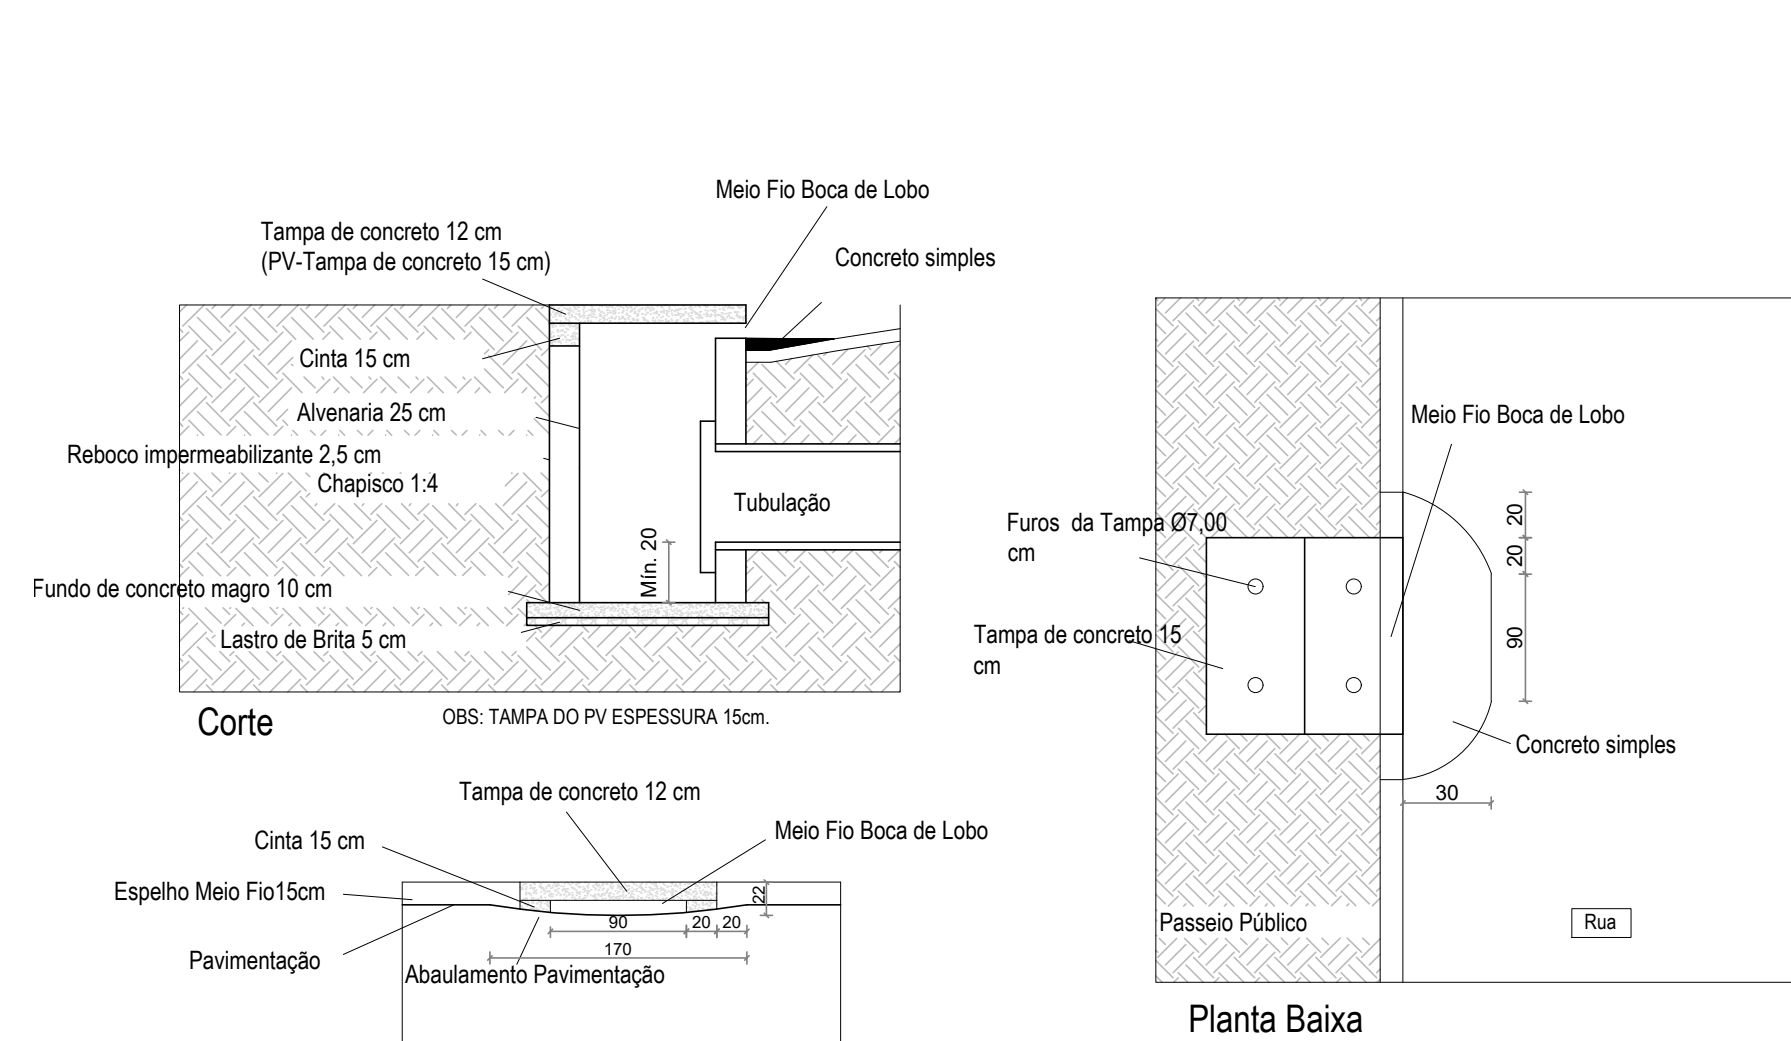 Meio Fio Boca de Lobo
Tampa de concreto 12 cm
(PV-Tampa de concreto 15 cm)
Concreto simples
Cinta 15 cm
Alvenaria 25 cm
Reboco impermeabilizante 2,5 cm
Chapisco 1:4
Tubulação
Mín. 20
Fundo de concreto magro 10 cm
Lastro de Brita 5 cm
Corte
OBS: TAMPA DO PV ESPESSURA 15cm.
Tampa de concreto 12 cm
Cinta 15 cm
Meio Fio Boca de Lobo
Espelho Meio Fio15cm
22
90
20
20
170
Pavimentação
Abaulamento Pavimentação
Meio Fio Boca de Lobo
Furos da Tampa Ø7,00
cm
20
20
90
Tampa de concreto 15
cm
Concreto simples
30
Passeio Público
Rua
Planta Baixa